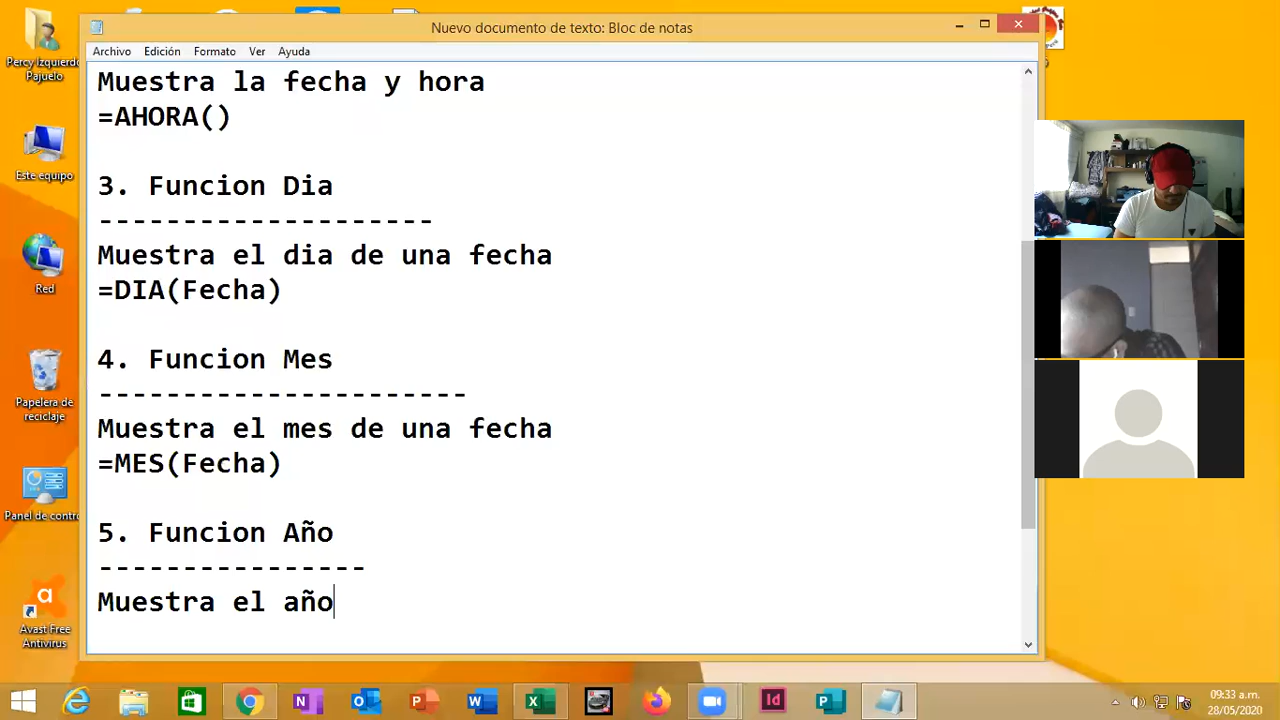 Nuevo documento de texto: Bloc de notas
Archivo Edición Formato Ver Ayuda
Muestra la fecha y hora
=AHORA()
3. Funcion Dia
--------------------
Muestra el dia de una fecha
=DIA(Fecha)
4. Funcion Mes
----------------------
Muestra el mes de una fecha
=MES(Fecha)
5. Funcion Año
----------------
Muestra el año
Percy Izquierdo
Pajuelo
Este equipo
Red
Papelera de
reciclaje
Panel de contro
Avast Free
Antivirus
09:33 a.m.
28/05/2020